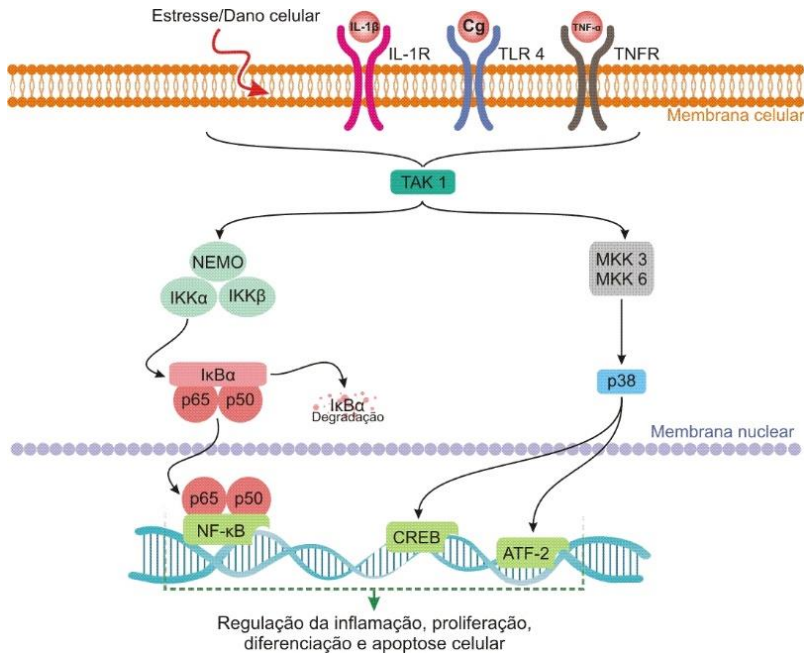 Estresse/Dano celular
IL-1β
Cg
TNF-α
IL-1R
TLR 4
TNFR
Membrana celular
TAK 1
NEMO
IKKα
IKKβ
MKK 3
MKK 6
IκBα
p65
p50
IκBα
Degradação
p38
Membrana nuclear
p65
p50
NF-κB
CREB
ATF-2
Regulação da inflamação, proliferação,
diferenciação e apoptose celular